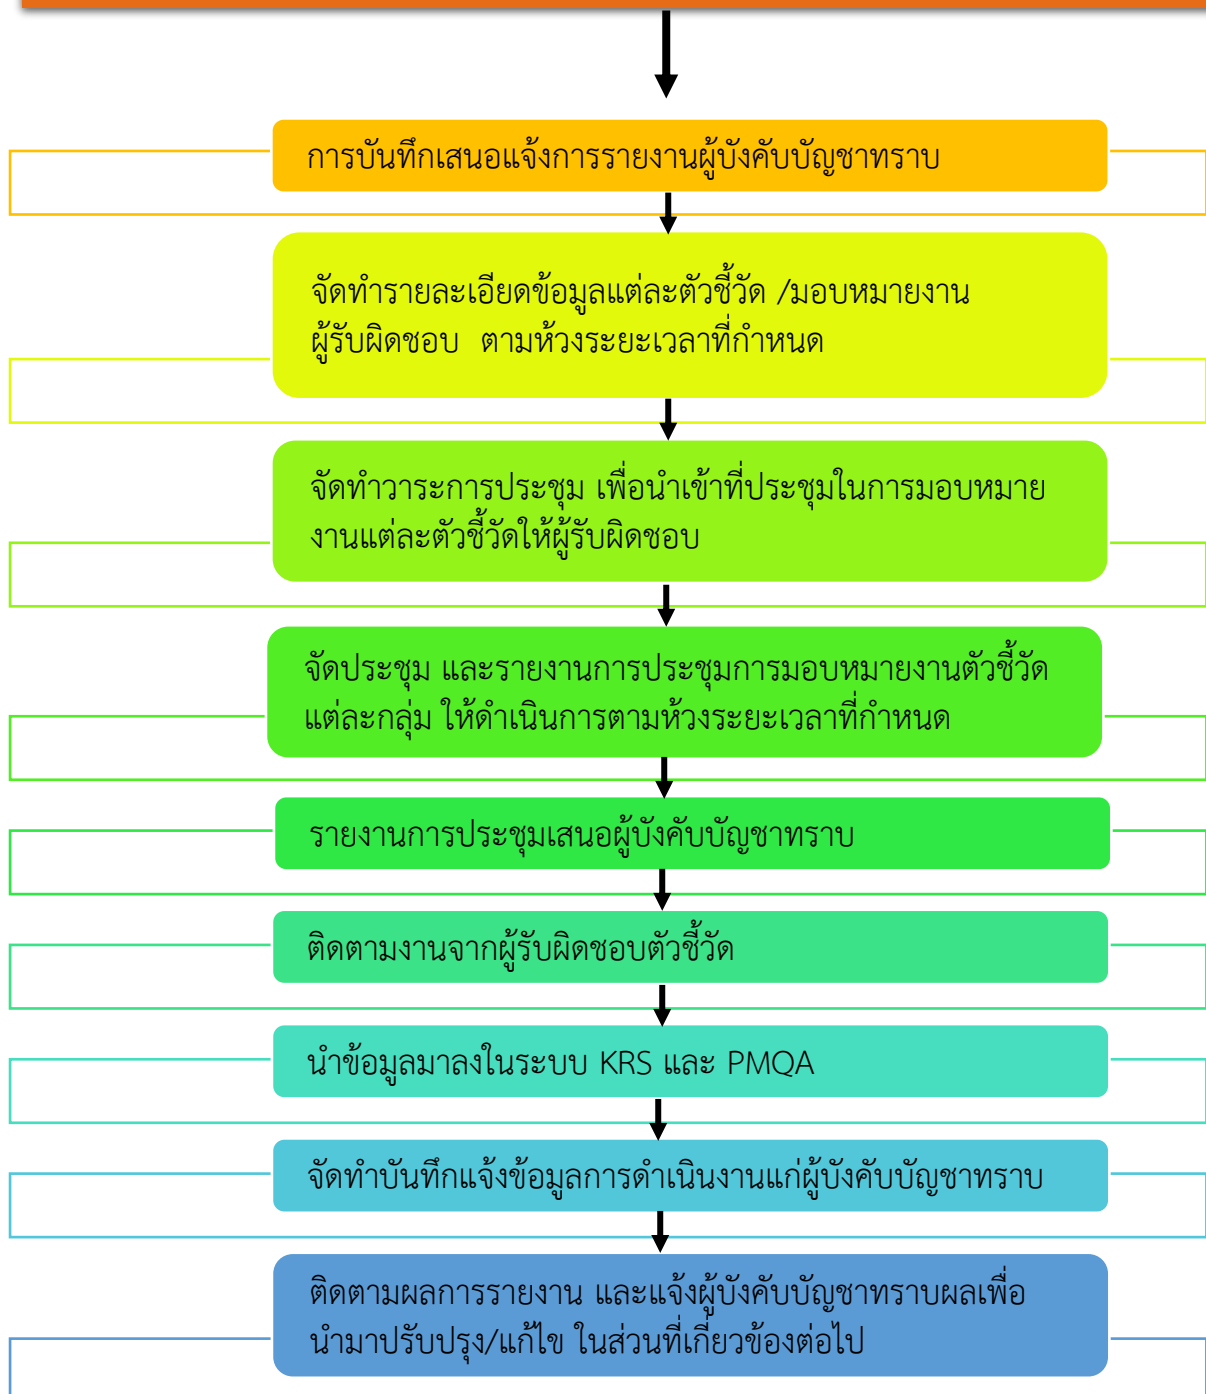 การบันทึกเสนอแจ้งการรายงานผู้บังคับบัญชาทราบ
จัดทำรายละเอียดข้อมูลแต่ละตัวชี้วัด /มอบหมายงาน
ผู้รับผิดชอบ ตามห้วงระยะเวลาที่กำหนด
จัดทำวาระการประชุม เพื่อนำเข้าที่ประชุมในการมอบหมาย
งานแต่ละตัวชี้วัดให้ผู้รับผิดชอบ
จัดประชุม และรายงานการประชุมการมอบหมายงานตัวชี้วัด
แต่ละกลุ่ม ให้ดำเนินการตามห้วงระยะเวลาที่กำหนด
รายงานการประชุมเสนอผู้บังคับบัญชาทราบ
ติดตามงานจากผู้รับผิดชอบตัวชี้วัด
นำข้อมูลมาลงในระบบ KRS และ PMQA
จัดทำบันทึกแจ้งข้อมูลการดำเนินงานแก่ผู้บังคับบัญชาทราบ
ติดตามผลการรายงาน และแจ้งผู้บังคับบัญชาทราบผลเพื่อ
นำมาปรับปรุง/แก้ไข ในส่วนที่เกี่ยวข้องต่อไป